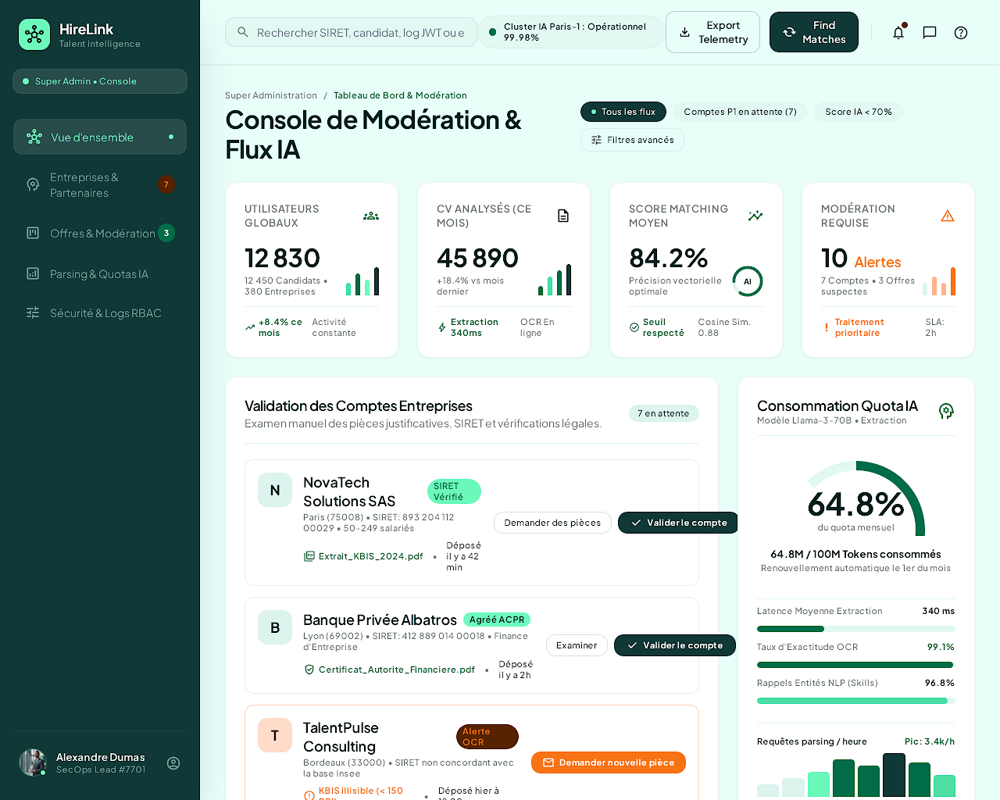 HireLink
Talent Intelligence
Super Admin • Console
Vue d'ensemble
Entreprises &
Partenaires
7
Offres & Modération
3
Parsing & Quotas IA
Sécurité & Logs RBAC
Alexandre Dumas
SecOps Lead #7701
Rechercher SIRET, candidat, log JWT ou e
Cluster IA Paris-1 : Opérationnel
99.98%
Export
Telemetry
Find
Matches
Super Administration / Tableau de Bord & Modération
Console de Modération &
Flux IA
Tous les flux
Comptes P1 en attente (7)
Score IA < 70%
Filtres avancés
UTILISATEURS
GLOBAUX
12 830
12 450 Candidats •
380 Entreprises
+8.4% ce
mois
Activité
constante
CV ANALYSÉS (CE
MOIS)
45 890
+18.4% vs mois
dernier
Extraction
340ms
OCR En
ligne
SCORE MATCHING
MOYEN
84.2%
Précision vectorielle
optimale
AI
Seuil
respecté
Cosine Sim.
0.88
MODÉRATION
REQUISE
10 Alertes
7 Comptes • 3 Offres
suspectes
Traitement
prioritaire
SLA:
2h
Validation des Comptes Entreprises
Examen manuel des pièces justificatives, SIRET et vérifications légales.
7 en attente
N
NovaTech
Solutions SAS
SIRET
Vérifié
Paris (75008) • SIRET: 893 204 112
00029 • 50-249 salariés
Extrait_KBIS_2024.pdf
•
Déposé
il y a 42
min
Demander des pièces
Valider le compte
B
Banque Privée Albatros
Agréé ACPR
Lyon (69002) • SIRET: 412 889 014 00018 • Finance
d'Entreprise
Certificat_Autorite_Financiere.pdf
•
Déposé
il y a 2h
Examiner
Valider le compte
T
TalentPulse
Consulting
Alerte
OCR
Bordeaux (33000) • SIRET non concordant avec
la base Insee
KBIS illisible (< 150
DPI)
•
Déposé hier à
Demander nouvelle pièce
Consommation Quota IA
Modèle Llama-3-70B • Extraction
64.8%
du quota mensuel
64.8M / 100M Tokens consommés
Renouvellement automatique le 1er du mois
Latence Moyenne Extraction
340 ms
Taux d'Exactitude OCR
99.1%
Rappels Entités NLP (Skills)
96.8%
Requêtes parsing / heure
Pic: 3.4k/h